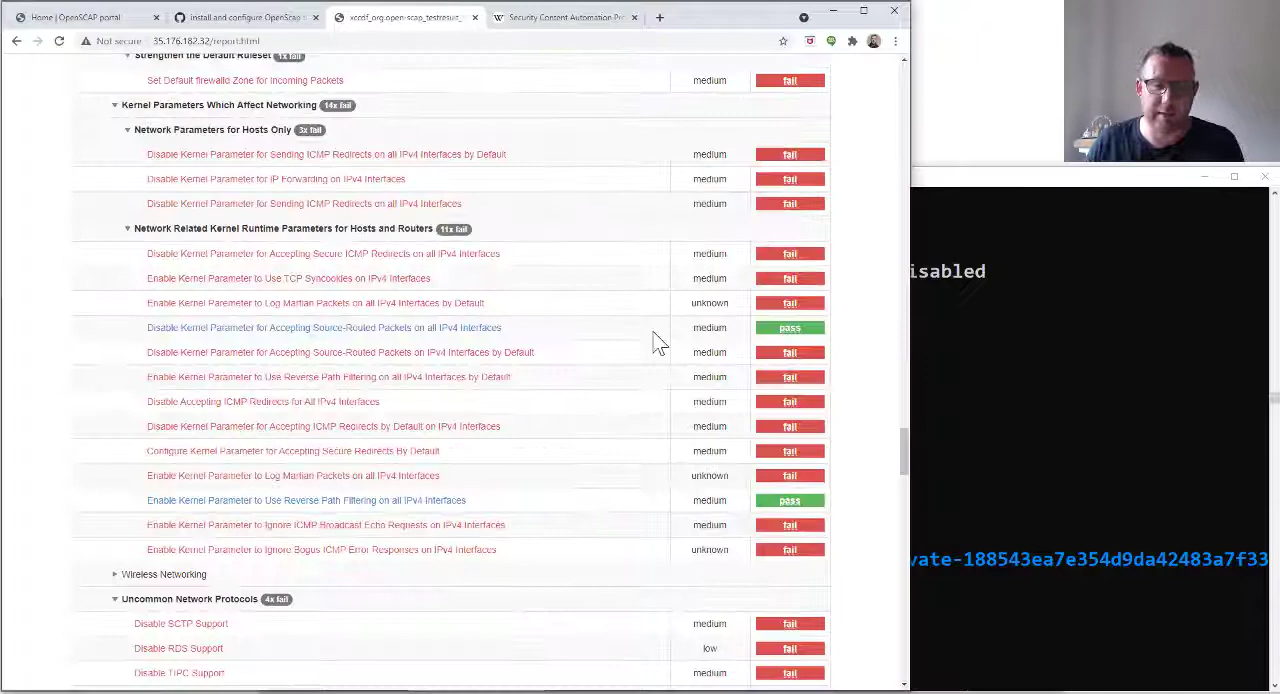 Home | OpenSCAP portal
install and configure OpenScap
xccdf_org.open-scap_testresult_
Security Content Automation Pr
Not secure
35.176.182.32/report.html
Strengthen the Default Ruleset 1x fail
Set Default firewalld Zone for Incoming Packets medium fail
Kernel Parameters Which Affect Networking 14x fail
Network Parameters for Hosts Only 3x fail
Disable Kernel Parameter for Sending ICMP Redirects on all IPv4 Interfaces by Default medium fail
Disable Kernel Parameter for IP Forwarding on IPv4 Interfaces medium fail
Disable Kernel Parameter for Sending ICMP Redirects on all IPv4 Interfaces medium fail
Network Related Kernel Runtime Parameters for Hosts and Routers 11x fail
Disable Kernel Parameter for Accepting Secure ICMP Redirects on all IPv4 Interfaces medium fail
Enable Kernel Parameter to Use TCP Syncookies on IPv4 Interfaces medium fail
Enable Kernel Parameter to Log Martian Packets on all IPv4 Interfaces by Default unknown fail
Disable Kernel Parameter for Accepting Source-Routed Packets on all IPv4 Interfaces medium pass
Disable Kernel Parameter for Accepting Source-Routed Packets on IPv4 Interfaces by Default medium fail
Enable Kernel Parameter to Use Reverse Path Filtering on all IPv4 Interfaces by Default medium fail
Disable Accepting ICMP Redirects for All IPv4 Interfaces medium fail
Disable Kernel Parameter for Accepting ICMP Redirects by Default on IPv4 Interfaces medium fail
Configure Kernel Parameter for Accepting Secure Redirects By Default medium fail
Enable Kernel Parameter to Log Martian Packets on all IPv4 Interfaces unknown fail
Enable Kernel Parameter to Use Reverse Path Filtering on all IPv4 Interfaces medium pass
Enable Kernel Parameter to Ignore ICMP Broadcast Echo Requests on IPv4 Interfaces medium fail
Enable Kernel Parameter to Ignore Bogus ICMP Error Responses on IPv4 Interfaces unknown fail
Wireless Networking
Uncommon Network Protocols 4x fail
Disable SCTP Support medium fail
Disable RDS Support low fail
Disable TIPC Support medium fail
isabled
vate-188543ea7e354d9da42483a7f33